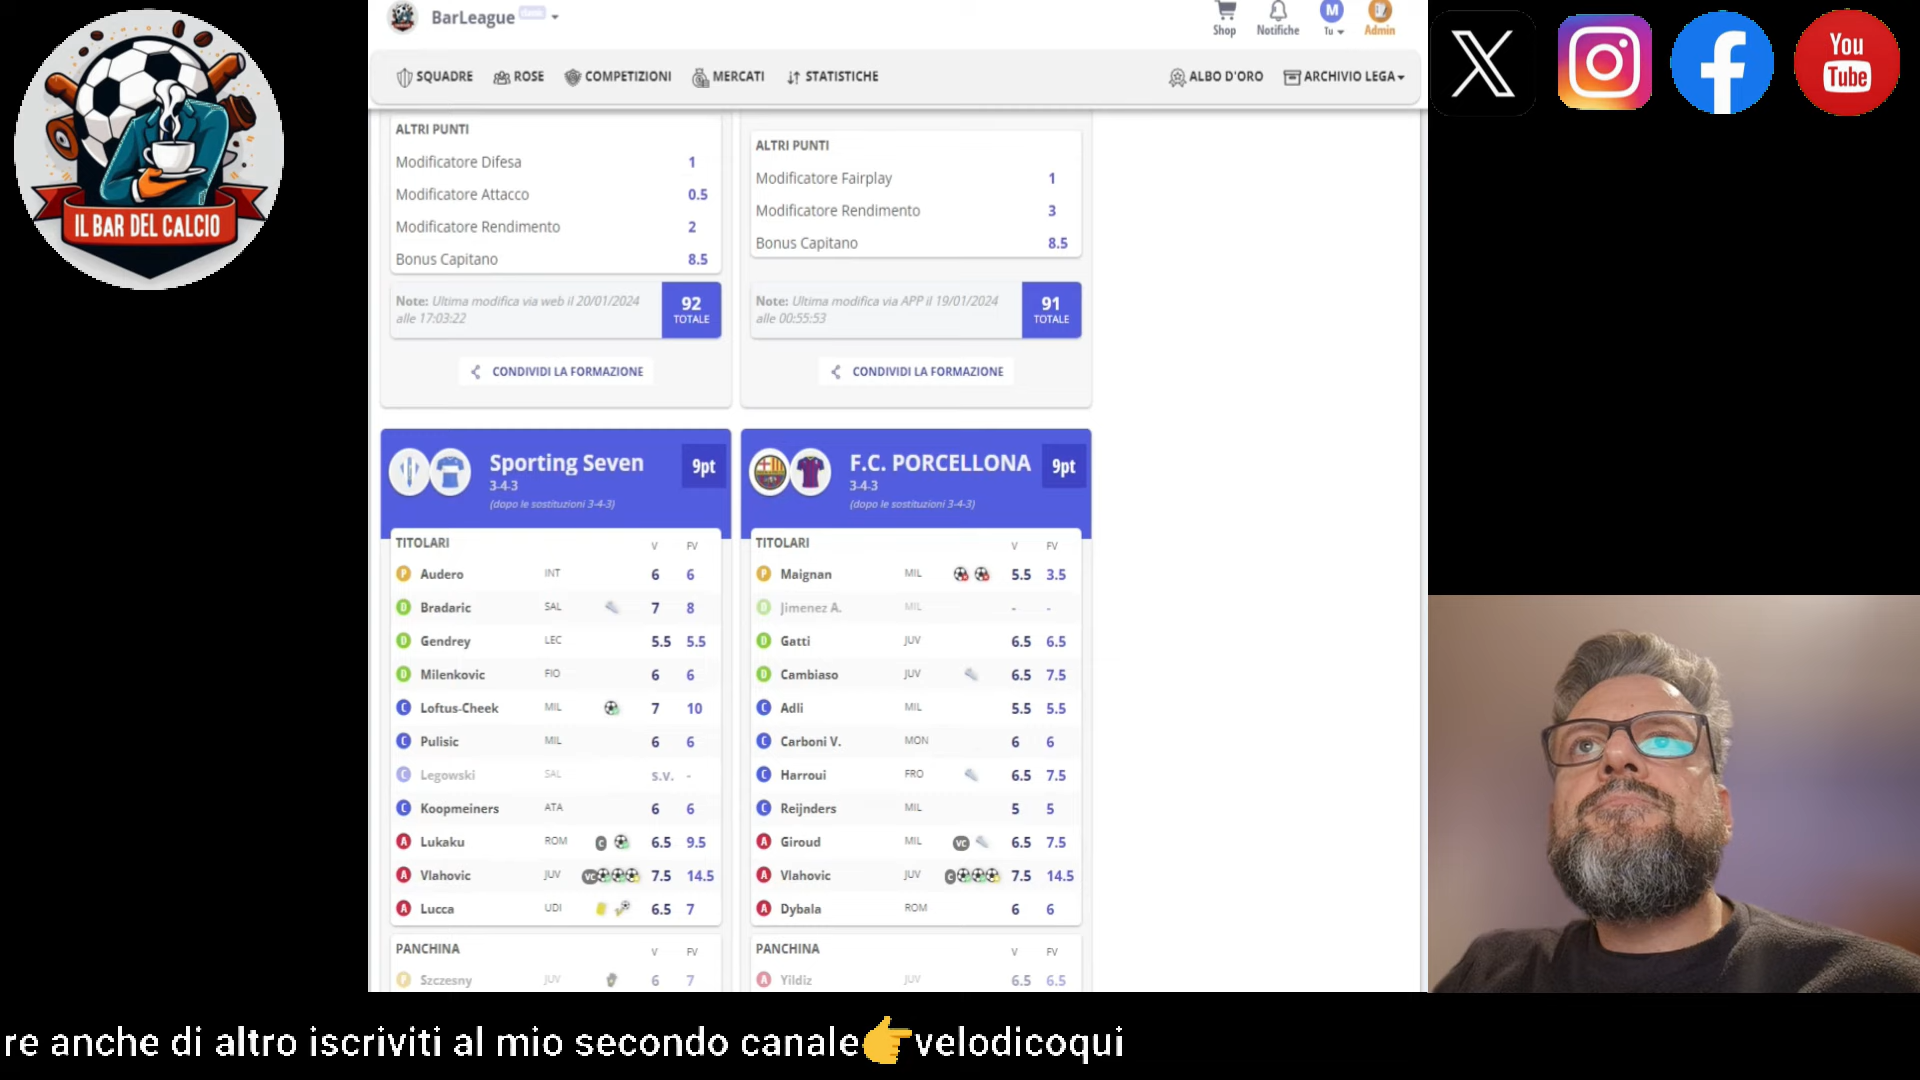 IL BAR DEL CALCIO
BarLeague
Shop
Notifiche
M
Tu
Admin
SQUADRE ROSE COMPETIZIONI MERCATI STATISTICHE ALBO D'ORO ARCHIVIO LEGA
You
Tube
ALTRI PUNTI
Modificatore Difesa 1
Modificatore Attacco 0.5
Modificatore Rendimento 2
Bonus Capitano 8.5
Note: Ultima modifica via web il 20/01/2024
alle 17:03:22
92
TOTALE
CONDIVIDI LA FORMAZIONE
ALTRI PUNTI
Modificatore Fairplay 1
Modificatore Rendimento 3
Bonus Capitano 8.5
Note: Ultima modifica via APP il 19/01/2024
alle 00:55:53
91
TOTALE
CONDIVIDI LA FORMAZIONE
Sporting Seven 9pt
3-4-3
(dopo le sostituzioni 3-4-3)
TITOLARI V FV
P Audero INT 6 6
D Bradaric SAL 7 8
D Gendrey LEC 5.5 5.5
D Milenkovic FIO 6 6
C Loftus-Cheek MIL 7 10
C Pulisic MIL 6 6
C Legowski SAL s.v. -
C Koopmeiners ATA 6 6
A Lukaku ROM C 6.5 9.5
A Vlahovic JUV VC 7.5 14.5
A Lucca UDI 6.5 7
PANCHINA V FV
P Szczesny JUV 6 7
F.C. PORCELLONA 9pt
3-4-3
(dopo le sostituzioni 3-4-3)
TITOLARI V FV
P Maignan MIL 5.5 3.5
D Jimenez A. MIL - -
D Gatti JUV 6.5 6.5
D Cambiaso JUV 6.5 7.5
C Adli MIL 5.5 5.5
C Carboni V. MON 6 6
C Harroui FRO 6.5 7.5
C Reijnders MIL 5 5
A Giroud MIL VC 6.5 7.5
A Vlahovic JUV C 7.5 14.5
A Dybala ROM 6 6
PANCHINA V FV
A Yildiz JUV 6.5 6.5
re anche di altro iscriviti al mio secondo canale👉velodicoqui